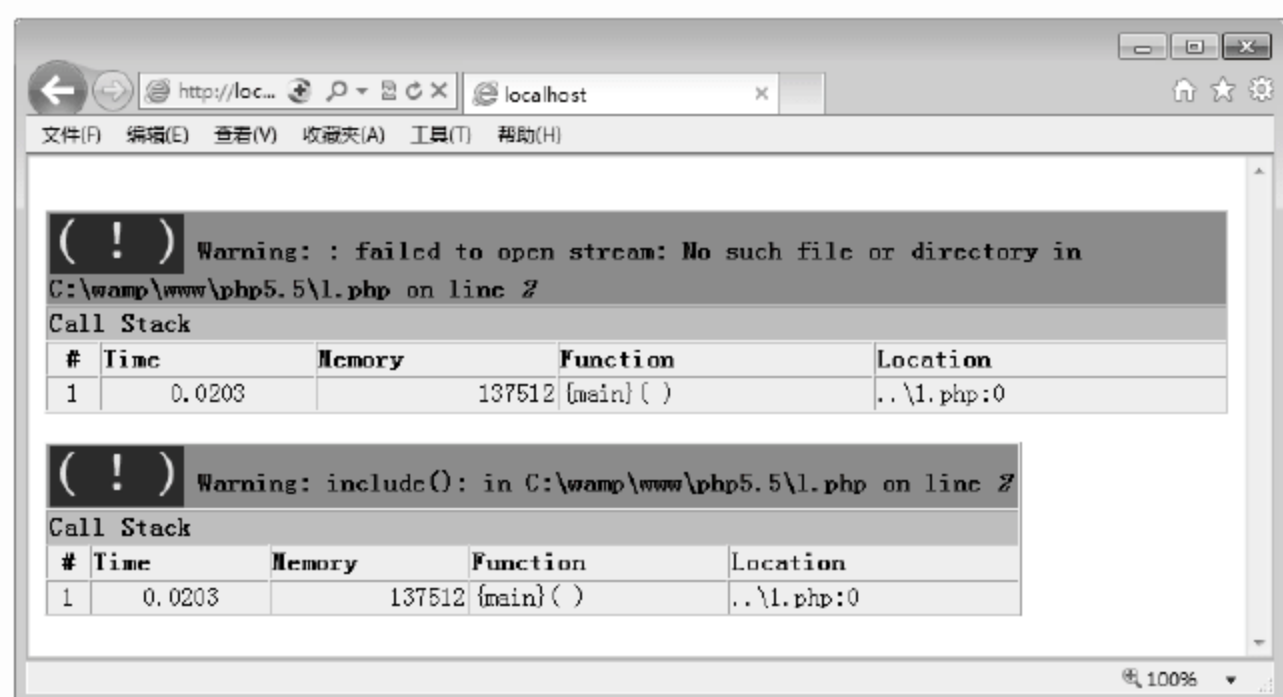 http://loc...
localhost
文件(F) 编辑(E) 查看(V) 收藏夹(A) 工具(T) 帮助(H)
( ! ) Warning: : failed to open stream: No such file or directory in
C:\wamp\www\php5.5\1.php on line 2
Call Stack
# Time Memory Function Location
1 0.0203 137512 {main}( ) ..\1.php:0
( ! ) Warning: include(): in C:\wamp\www\php5.5\1.php on line 2
Call Stack
# Time Memory Function Location
1 0.0203 137512 {main}( ) ..\1.php:0
100%